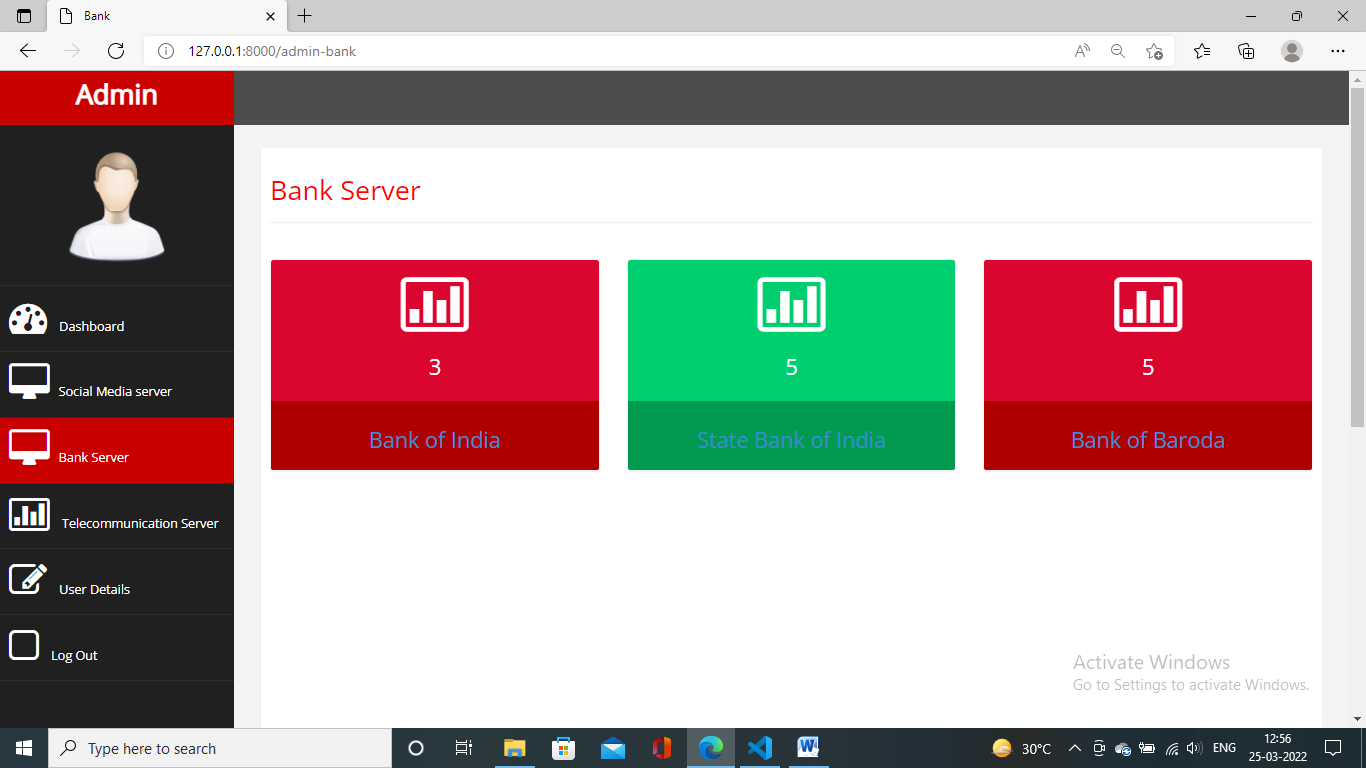 Bank
127.0.0.1:8000/admin-bank
Admin
Bank Server
3
5
5
Bank of India
State Bank of India
Bank of Baroda
Dashboard
Social Media server
Bank Server
Telecommunication Server
User Details
Log Out
Activate Windows
Go to Settings to activate Windows.
Type here to search
30°C
ENG
12:56
25-03-2022